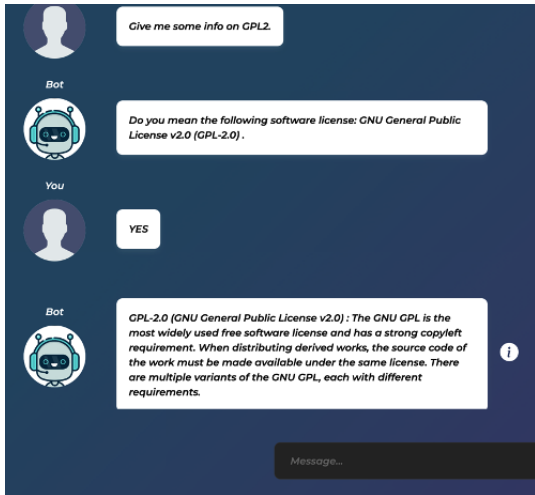 Give me some info on GPL2.
Bot
Do you mean the following software license: GNU General Public
License v2.0 (GPL-2.0) .
You
YES
Bot
GPL-2.0 (GNU General Public License v2.0) : The GNU GPL is the
most widely used free software license and has a strong copyleft
requirement. When distributing derived works, the source code of
the work must be made available under the same license. There
are multiple variants of the GNU GPL, each with different
requirements.
i
Message...